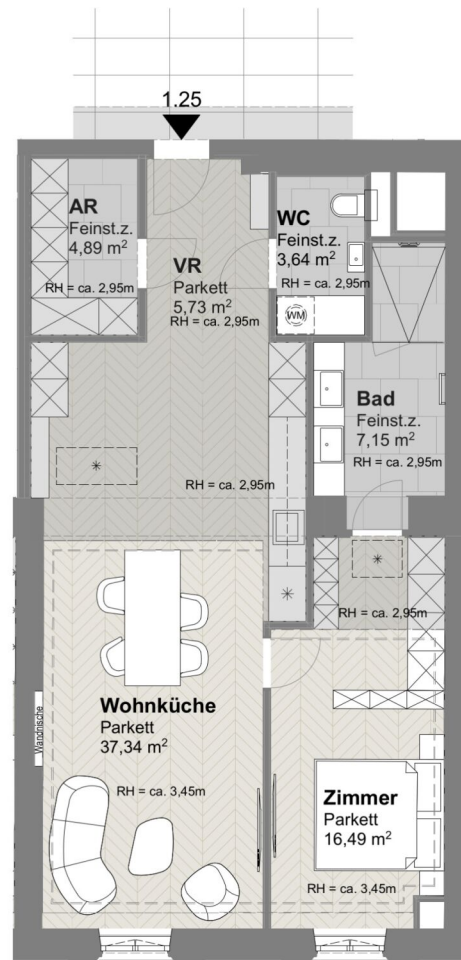 1.25
AR
Feinst.z.
4,89 m²
RH = ca. 2,95m
VR
Parkett
5,73 m²
RH = ca. 2,95m
WC
Feinst.z.
3,64 m²
RH = ca. 2,95m
WM
Bad
Feinst.z.
7,15 m²
RH = ca. 2,95m
RH = ca. 2,95m
RH = ca. 2,95m
Wohnküche
Parkett
37,34 m²
RH = ca. 3,45m
Wandnische
Zimmer
Parkett
16,49 m²
RH = ca. 3,45m